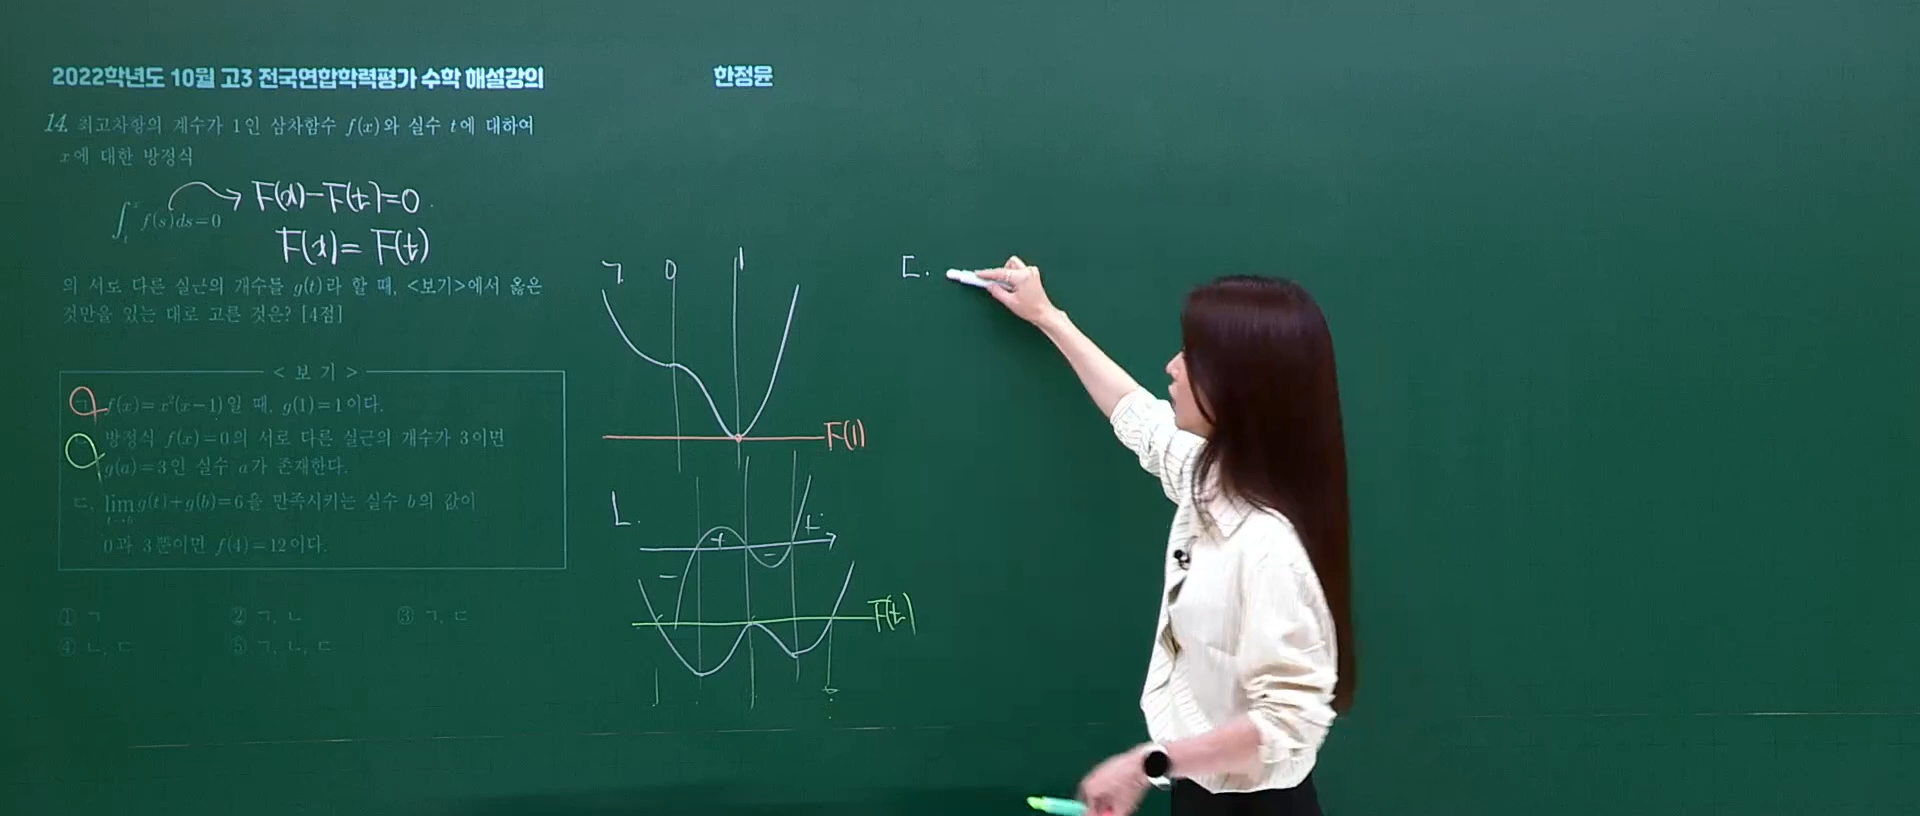 2022학년도 10월 고3 전국연합학력평가 수학 해설강의
한정윤
14. 최고차항의 계수가 1인 삼차함수 f(x)와 실수 t에 대하여
x에 대한 방정식
∫ₜˣ f(s)ds=0
F(x)-F(t)=0
F(x)=F(t)
의 서로 다른 실근의 개수를 g(t)라 할 때, <보기>에서 옳은
것만을 있는 대로 고른 것은? [4점]
<보 기>
ㄱ. f(x)=x²(x-1)일 때, g(1)=1이다.
ㄴ. 방정식 f(x)=0의 서로 다른 실근의 개수가 3이면
g(a)=3인 실수 a가 존재한다.
ㄷ. lim g(t)+g(b)=6을 만족시키는 실수 b의 값이
t→b
0과 3뿐이면 f(4)=12이다.
① ㄱ ② ㄱ, ㄴ ③ ㄱ, ㄷ
④ ㄴ, ㄷ ⑤ ㄱ, ㄴ, ㄷ
ㄱ. 0 1
F(1)
ㄴ.
- + - +
F(t)
ㄷ.